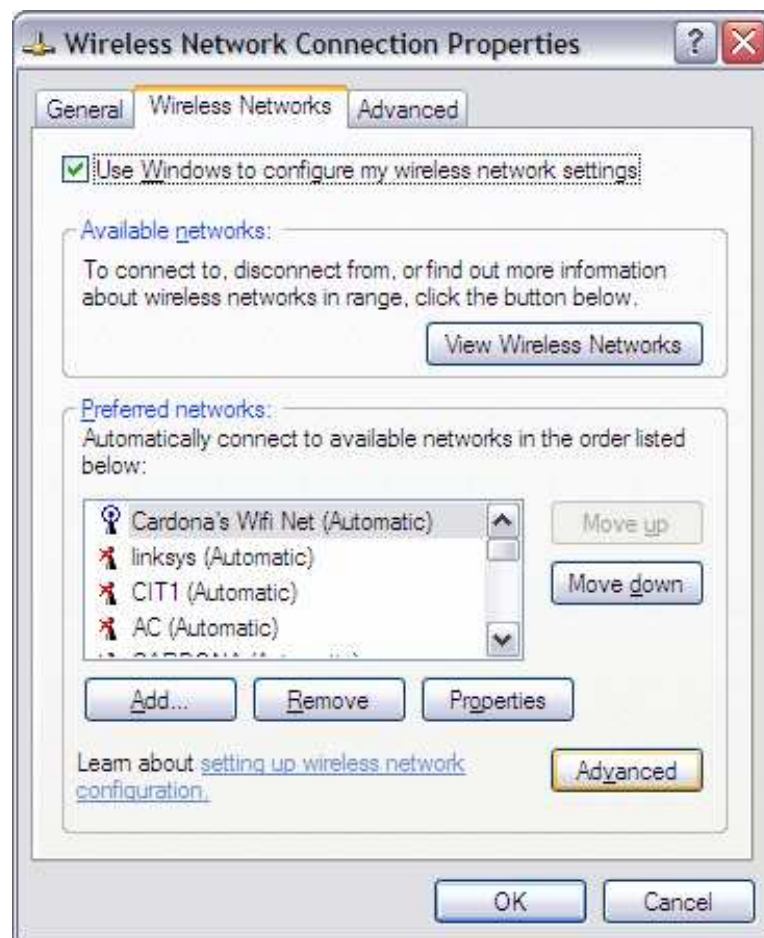 Wireless Network Connection Properties
General
Wireless Networks
Advanced
Use Windows to configure my wireless network settings
Available networks:
To connect to, disconnect from, or find out more information
about wireless networks in range, click the button below.
View Wireless Networks
Preferred networks:
Automatically connect to available networks in the order listed
below:
Cardona's Wifi Net (Automatic)
linksys (Automatic)
CIT1 (Automatic)
AC (Automatic)
Move up
Move down
Add...
Remove
Properties
Learn about setting up wireless network
configuration.
Advanced
OK
Cancel